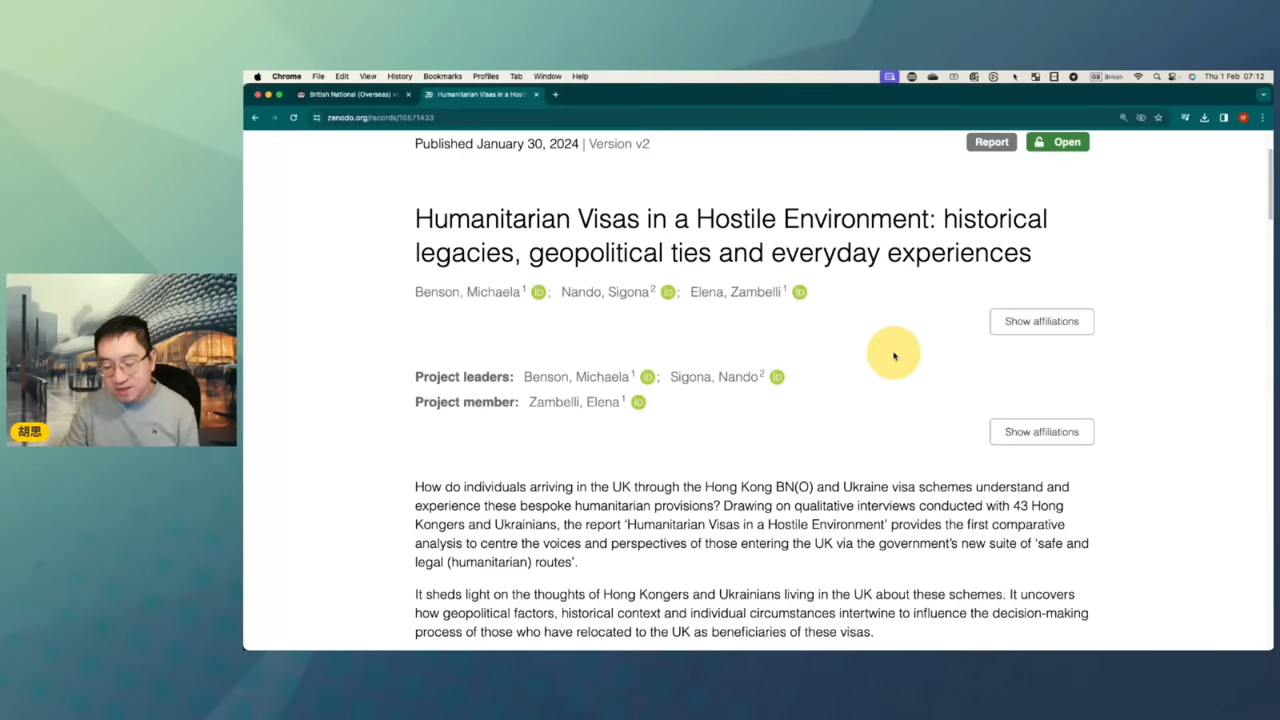 Chrome File Edit View History Bookmarks Profiles Tab Window Help
British Thu 1 Feb 07:12
British National (Overseas) v
Humanitarian Visas in a Host
zenodo.org/records/10571433
Published January 30, 2024 | Version v2
Report
Open
Humanitarian Visas in a Hostile Environment: historical
legacies, geopolitical ties and everyday experiences
Benson, Michaela1 iD; Nando, Sigona2 iD; Elena, Zambelli1 iD
Show affiliations
Project leaders: Benson, Michaela1 iD; Sigona, Nando2 iD
Project member: Zambelli, Elena1 iD
Show affiliations
胡思
How do individuals arriving in the UK through the Hong Kong BN(O) and Ukraine visa schemes understand and
experience these bespoke humanitarian provisions? Drawing on qualitative interviews conducted with 43 Hong
Kongers and Ukrainians, the report ‘Humanitarian Visas in a Hostile Environment’ provides the first comparative
analysis to centre the voices and perspectives of those entering the UK via the government’s new suite of ‘safe and
legal (humanitarian) routes’.
It sheds light on the thoughts of Hong Kongers and Ukrainians living in the UK about these schemes. It uncovers
how geopolitical factors, historical context and individual circumstances intertwine to influence the decision-making
process of those who have relocated to the UK as beneficiaries of these visas.